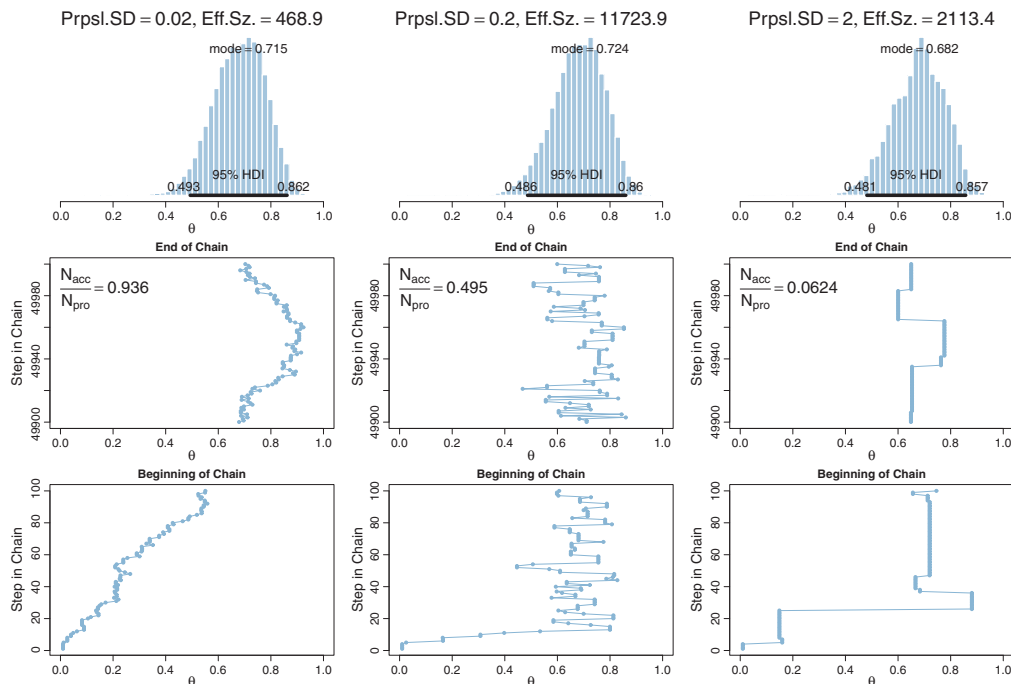 Prpsl.SD = 0.02, Eff.Sz. = 468.9
mode = 0.715
95% HDI
0.493 0.862
0.0 0.2 0.4 0.6 0.8 1.0
θ
Prpsl.SD = 0.2, Eff.Sz. = 11723.9
mode = 0.724
95% HDI
0.486 0.86
0.0 0.2 0.4 0.6 0.8 1.0
θ
Prpsl.SD = 2, Eff.Sz. = 2113.4
mode = 0.682
95% HDI
0.481 0.857
0.0 0.2 0.4 0.6 0.8 1.0
θ
End of Chain
Nacc
Npro
= 0.936
Step in Chain
49900 49940 49980
0.0 0.2 0.4 0.6 0.8 1.0
θ
End of Chain
Nacc
Npro
= 0.495
Step in Chain
49900 49940 49980
0.0 0.2 0.4 0.6 0.8 1.0
θ
End of Chain
Nacc
Npro
= 0.0624
Step in Chain
49900 49940 49980
0.0 0.2 0.4 0.6 0.8 1.0
θ
Beginning of Chain
Step in Chain
0 20 40 60 80 100
0.0 0.2 0.4 0.6 0.8 1.0
θ
Beginning of Chain
Step in Chain
0 20 40 60 80 100
0.0 0.2 0.4 0.6 0.8 1.0
θ
Beginning of Chain
Step in Chain
0 20 40 60 80 100
0.0 0.2 0.4 0.6 0.8 1.0
θ